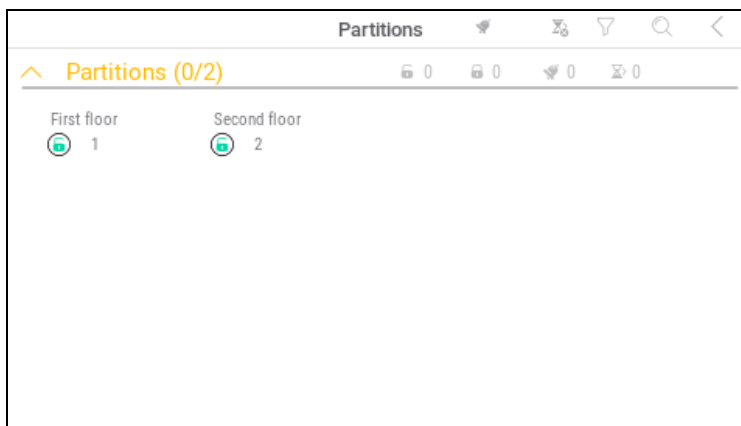 Partitions
Partitions (0/2) 0 0 0 0
First floor Second floor
1 2